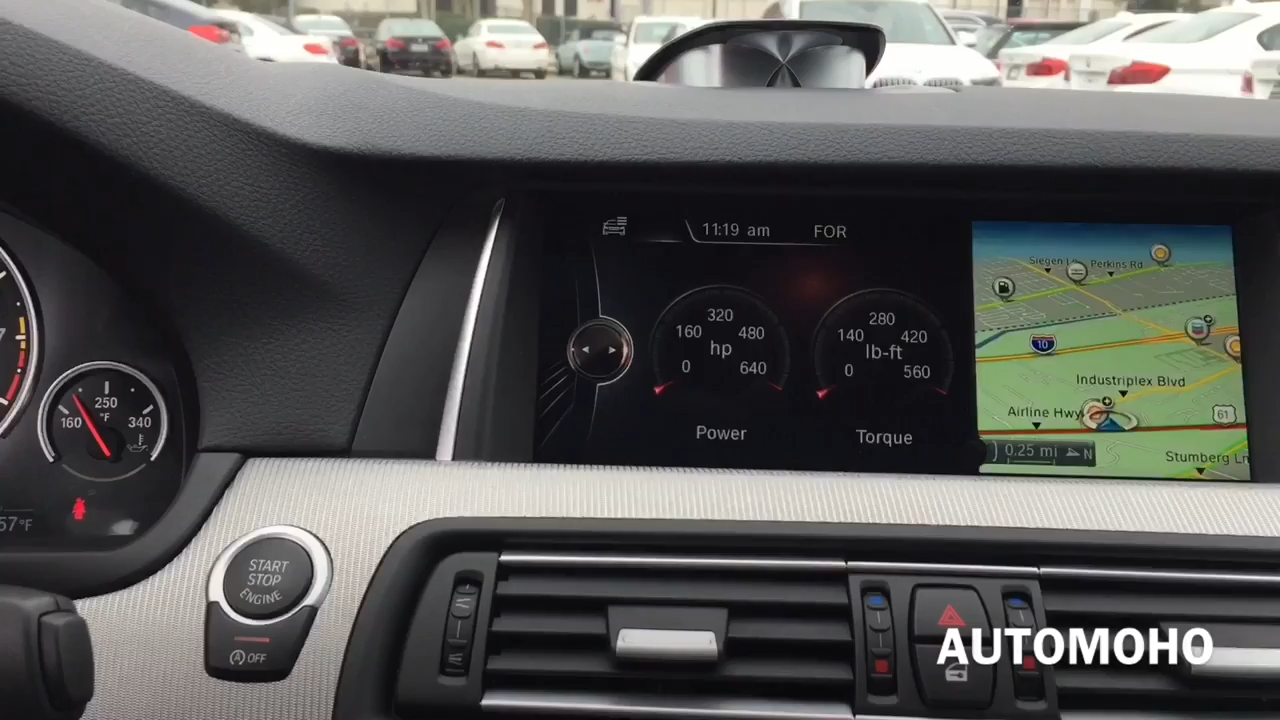 11:19 am FOR
Perkins Rd
320
160 480
hp
0 640
Power
280
140 420
lb-ft
0 560
Torque
10
Industriplex Blvd
Airline Hwy
61
0.25 mi N
Stumberg Ln
7
250
°F
160 340
57°F
START
STOP
ENGINE
A OFF
AUTOMOHO